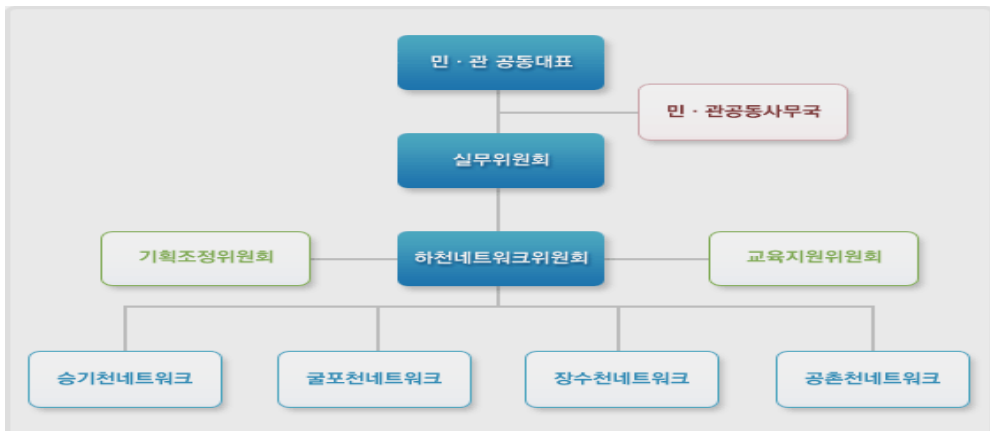 민 · 관 공동대표
민 · 관공동사무국
실무위원회
기획조정위원회
하천네트워크위원회
교육지원위원회
승기천네트워크
굴포천네트워크
장수천네트워크
공촌천네트워크